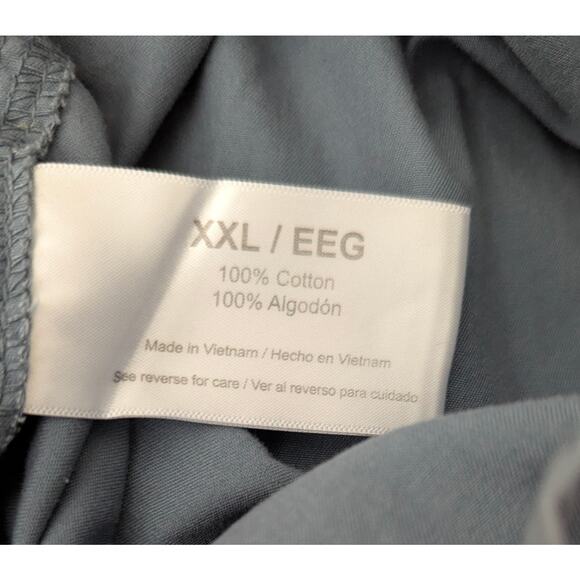 XXL / EEG
100% Cotton
100% Algodón
Made in Vietnam / Hecho en Vietnam
See reverse for care / Ver al reverso para cuidado